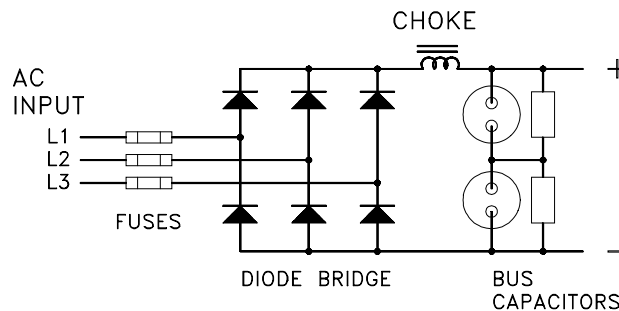 CHOKE
AC
INPUT
+
L1
L2
L3
FUSES
−
DIODE BRIDGE
BUS
CAPACITORS